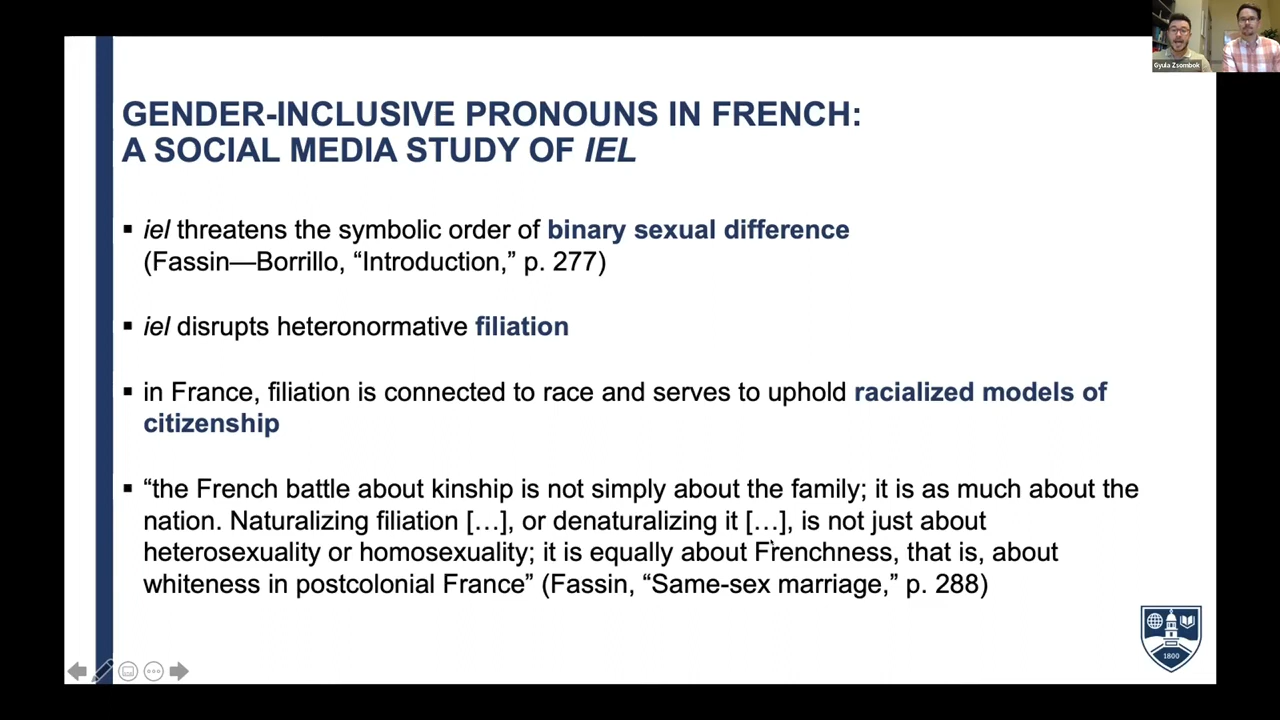 Gyula Zsombok
GENDER-INCLUSIVE PRONOUNS IN FRENCH:
A SOCIAL MEDIA STUDY OF IEL
▪ iel threatens the symbolic order of binary sexual difference
(Fassin—Borrillo, “Introduction,” p. 277)
▪ iel disrupts heteronormative filiation
▪ in France, filiation is connected to race and serves to uphold racialized models of
citizenship
▪ “the French battle about kinship is not simply about the family; it is as much about the
nation. Naturalizing filiation […], or denaturalizing it […], is not just about
heterosexuality or homosexuality; it is equally about Frenchness, that is, about
whiteness in postcolonial France” (Fassin, “Same-sex marriage,” p. 288)
1800